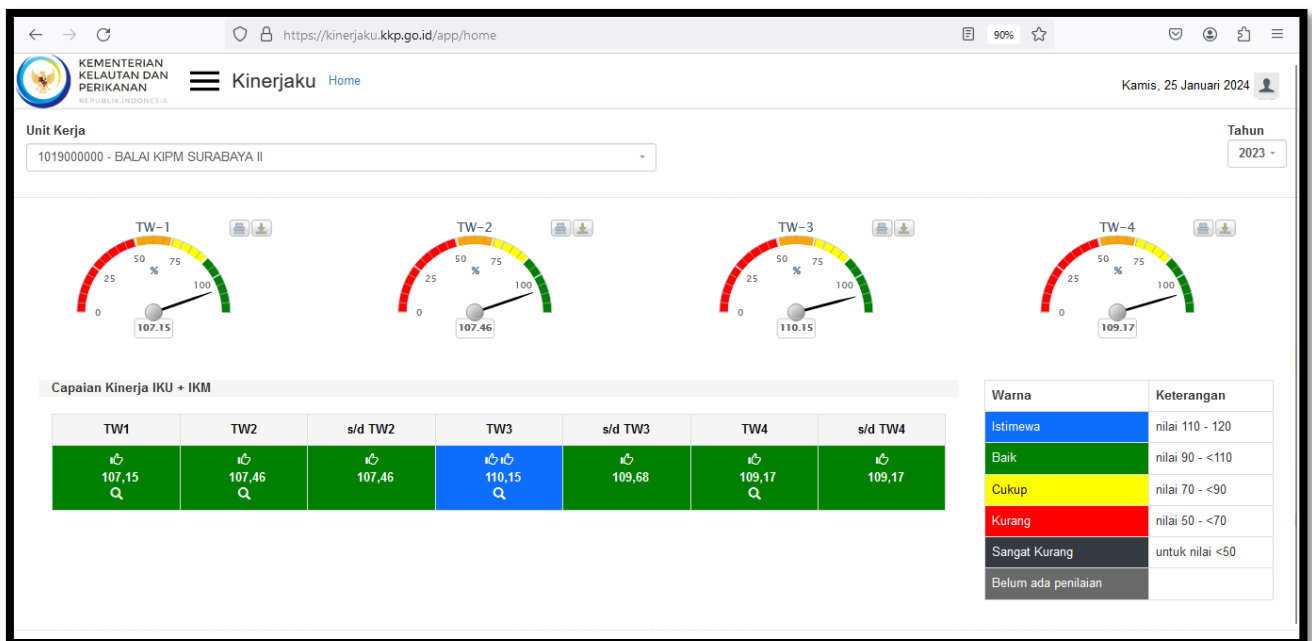 https://kinerjaku.kkp.go.id/app/home
90%
KEMENTERIAN
KELAUTAN DAN
PERIKANAN
REPUBLIK INDONESIA
Kinerjaku Home
Kamis, 25 Januari 2024
Unit Kerja
Tahun
1019000000 - BALAI KIPM SURABAYA II
2023
TW-1
0
25
50
75
100
%
107.15
TW-2
0
25
50
75
100
%
107.46
TW-3
0
25
50
75
100
%
110.15
TW-4
0
25
50
75
100
%
109.17
Capaian Kinerja IKU + IKM
TW1 TW2 s/d TW2 TW3 s/d TW3 TW4 s/d TW4
107,15 107,46 107,46 110,15 109,68 109,17 109,17
Warna Keterangan
Istimewa nilai 110 - 120
Baik nilai 90 - <110
Cukup nilai 70 - <90
Kurang nilai 50 - <70
Sangat Kurang untuk nilai <50
Belum ada penilaian